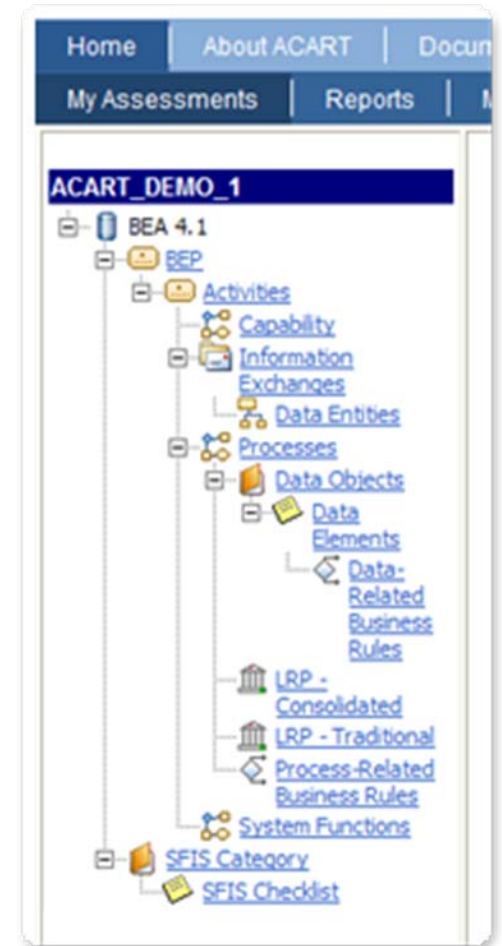 Home About ACART Docum
My Assessments Reports
ACART_DEMO_1
BEA 4.1
BEP
Activities
Capability
Information
Exchanges
Data Entities
Processes
Data Objects
Data
Elements
Data-
Related
Business
Rules
LRP -
Consolidated
LRP - Traditional
Process-Related
Business Rules
System Functions
SFIS Category
SFIS Checklist